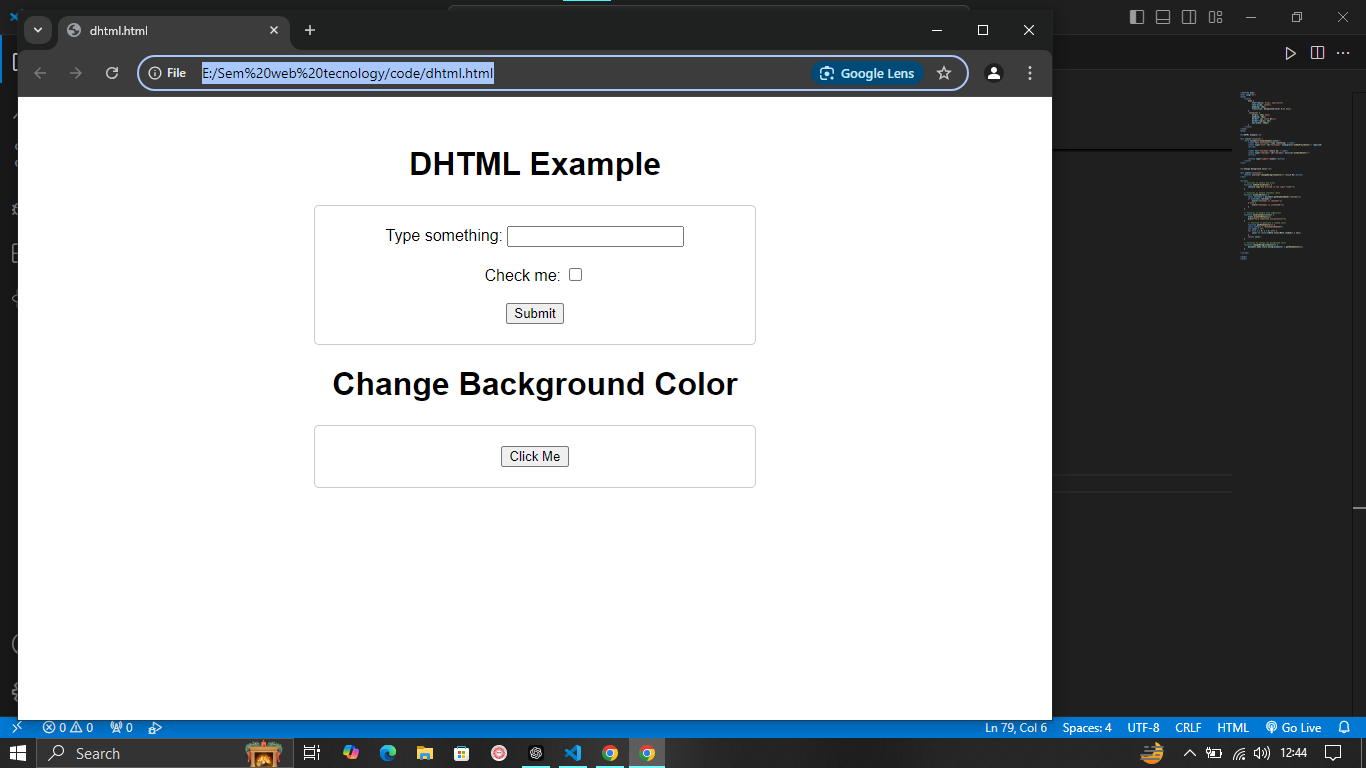 dhtml.html
File
E:/Sem%20web%20tecnology/code/dhtml.html
Google Lens
DHTML Example
Type something:
Check me:
Submit
Change Background Color
Click Me
0 0 0
Ln 79, Col 6
Spaces: 4
UTF-8
CRLF
HTML
Go Live
Search
12:44